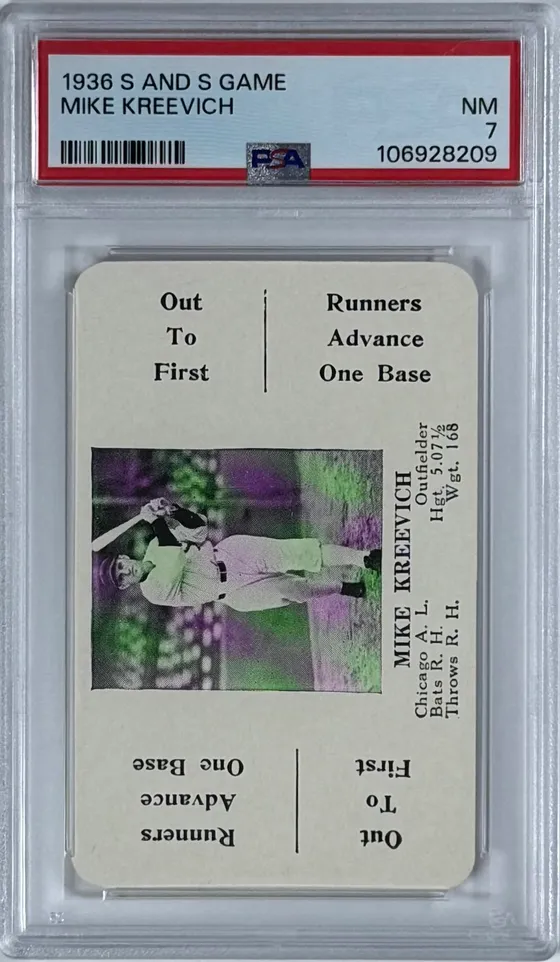 1936 S AND S GAME
MIKE KREEVICH
NM
7
PSA
106928209
Out
To
First
Runners
Advance
One Base
MIKE KREEVICH
Chicago A. L. Outfielder
Bats R. H. Hgt. 5.07½
Throws R. H. Wgt. 168
Out
To
First
Runners
Advance
One Base